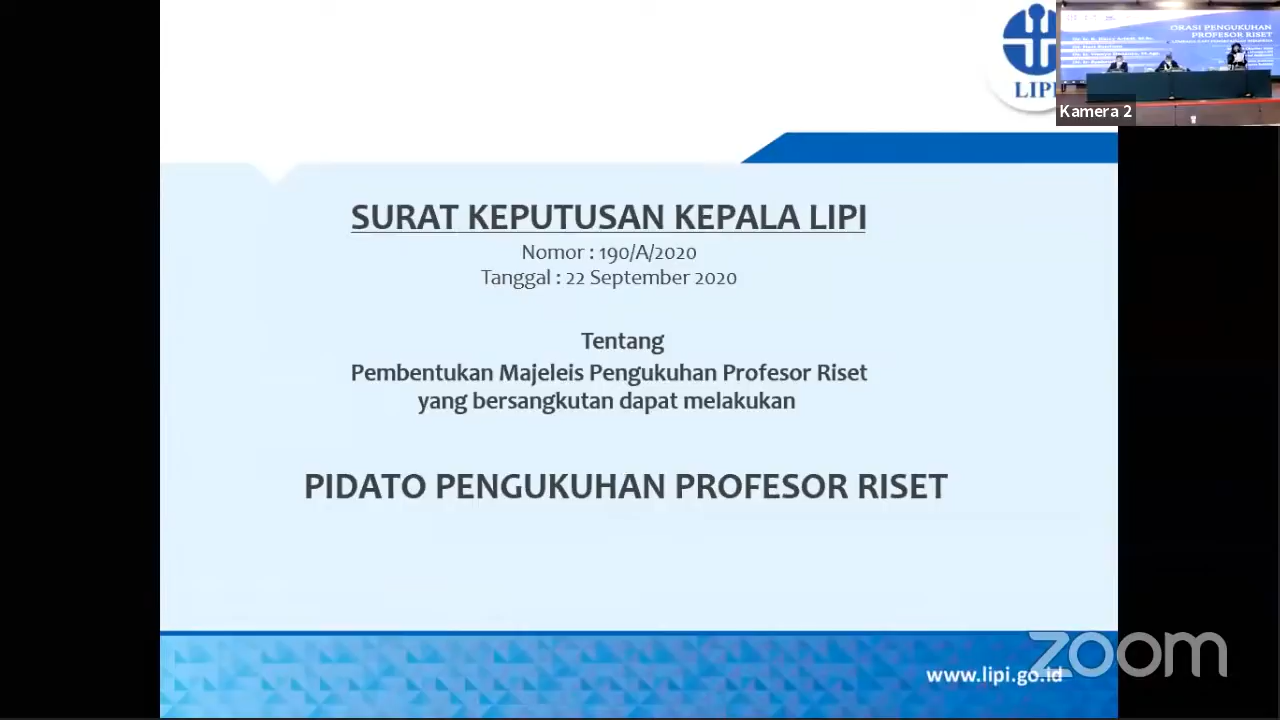 LIPI
ORASI PENGUKUHAN
PROFESOR RISET
Kamera 2
SURAT KEPUTUSAN KEPALA LIPI
Nomor : 190/A/2020
Tanggal : 22 September 2020
Tentang
Pembentukan Majeleis Pengukuhan Profesor Riset
yang bersangkutan dapat melakukan
PIDATO PENGUKUHAN PROFESOR RISET
www.lipi.go.id
zoom